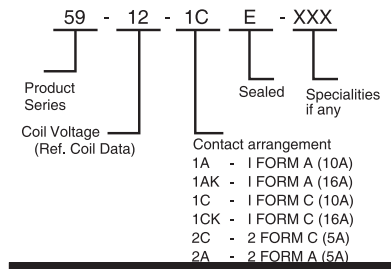 59 - 12 - 1C E - XXX
Product Series
Sealed
Specialities if any
Coil Voltage (Ref. Coil Data)
Contact arrangement
1A - I FORM A (10A)
1AK - I FORM A (16A)
1C - I FORM C (10A)
1CK - I FORM C (16A)
2C - 2 FORM C (5A)
2A - 2 FORM A (5A)